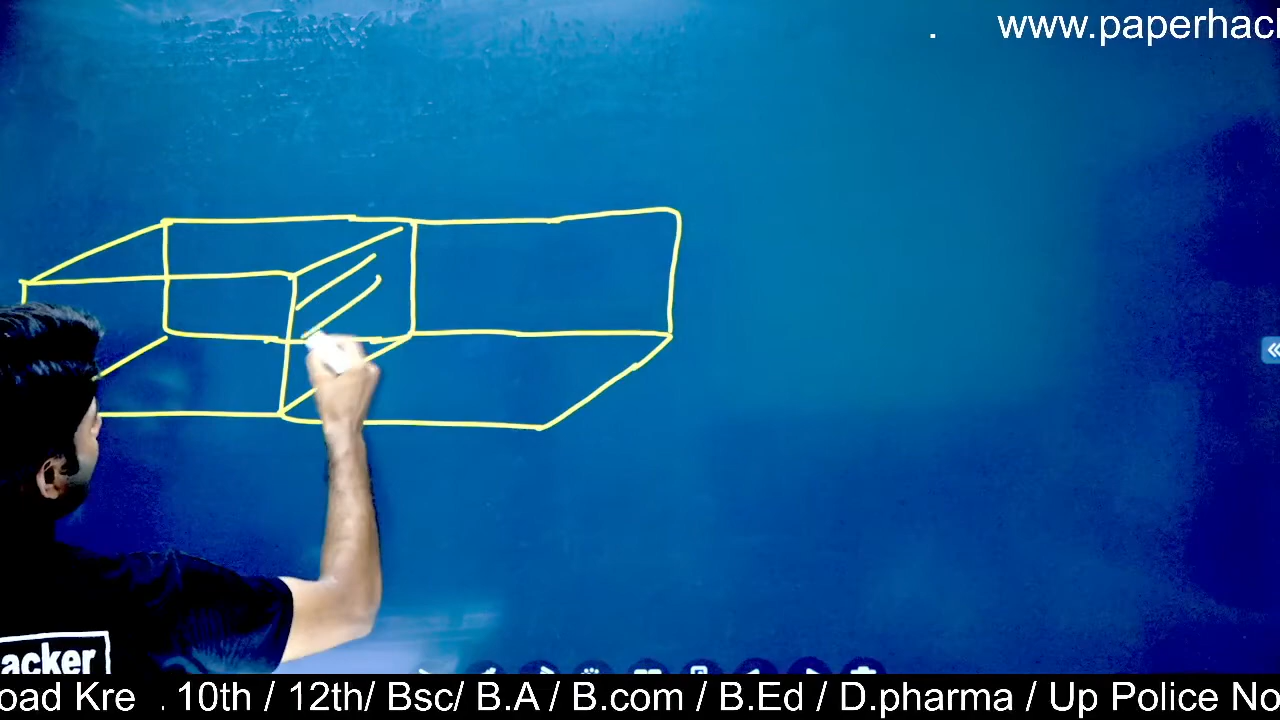 . www.paperhac
acker
oad Kre . 10th / 12th/ Bsc/ B.A / B.com / B.Ed / D.pharma / Up Police No